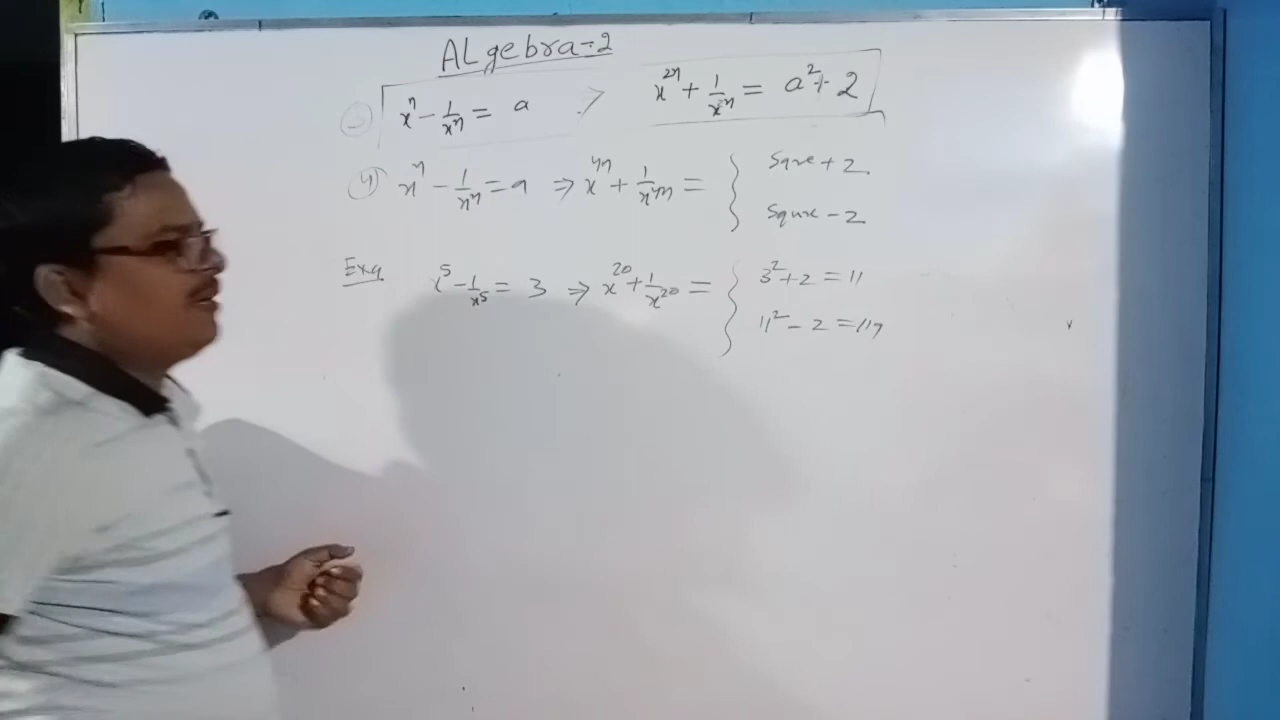 ALgebra-2
3) xⁿ - 1/xⁿ = a > x²ⁿ + 1/x²ⁿ = a² + 2
4) xⁿ - 1/xⁿ = a ⇒ x⁴ⁿ + 1/x⁴ⁿ = { Sqre + 2.
Squre - 2
Exa x⁵ - 1/x⁵ = 3 ⇒ x²⁰ + 1/x²⁰ = { 3² + 2 = 11
11² - 2 = 119